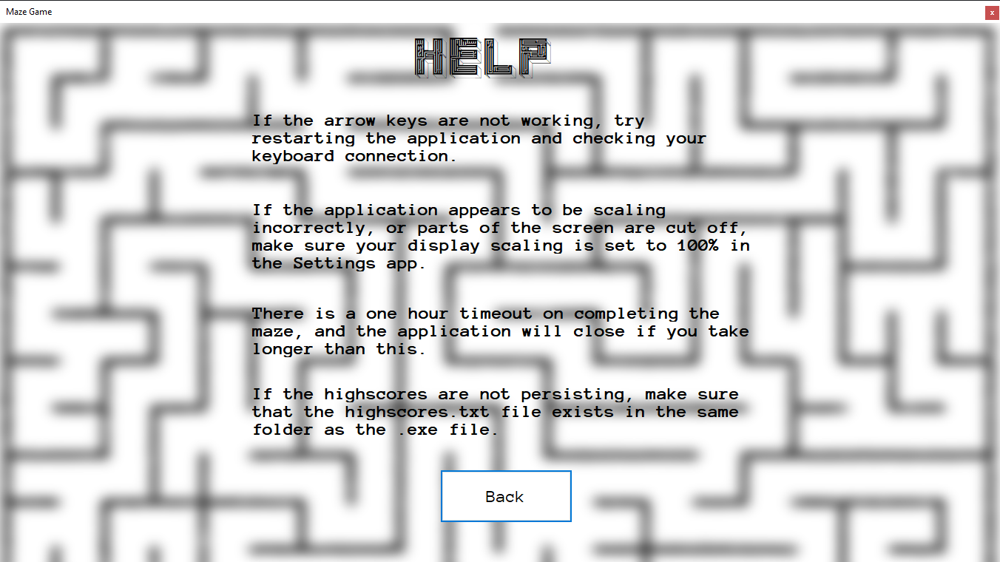 Maze Game
x
HELP
If the arrow keys are not working, try
restarting the application and checking your
keyboard connection.
If the application appears to be scaling
incorrectly, or parts of the screen are cut off,
make sure your display scaling is set to 100% in
the Settings app.
There is a one hour timeout on completing the
maze, and the application will close if you take
longer than this.
If the highscores are not persisting, make sure
that the highscores.txt file exists in the same
folder as the .exe file.
Back